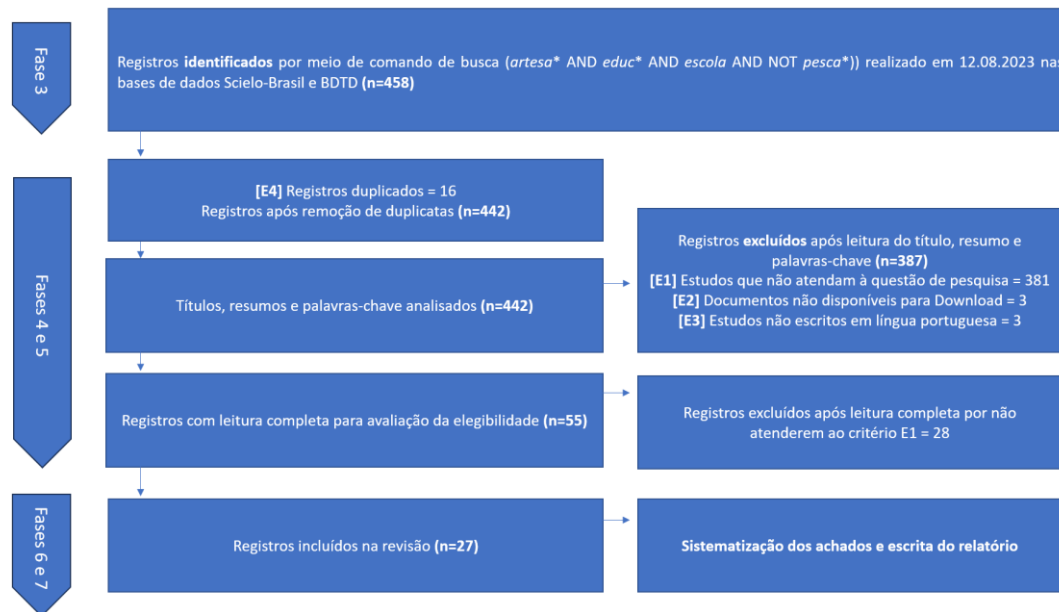 Fase 3
Registros identificados por meio de comando de busca (artesa* AND educ* AND escola AND NOT pesca*)) realizado em 12.08.2023 nas
bases de dados Scielo-Brasil e BDTD (n=458)
Fases 4 e 5
[E4] Registros duplicados = 16
Registros após remoção de duplicatas (n=442)
Títulos, resumos e palavras-chave analisados (n=442)
Registros excluídos após leitura do título, resumo e
palavras-chave (n=387)
[E1] Estudos que não atendam à questão de pesquisa = 381
[E2] Documentos não disponíveis para Download = 3
[E3] Estudos não escritos em língua portuguesa = 3
Registros com leitura completa para avaliação da elegibilidade (n=55)
Registros excluídos após leitura completa por não
atenderem ao critério E1 = 28
Fases 6 e 7
Registros incluídos na revisão (n=27)
Sistematização dos achados e escrita do relatório